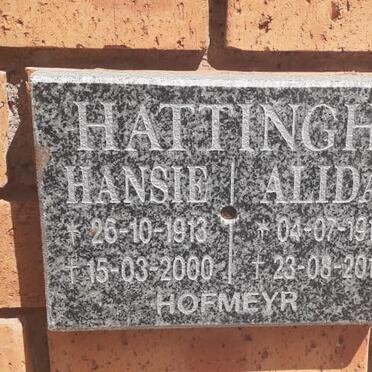 HATTINGH
HANSIE | ALIDA
* 26-10-1913 | * 04-07-19
† 15-03-2000 | † 23-08-20
HOFMEYR